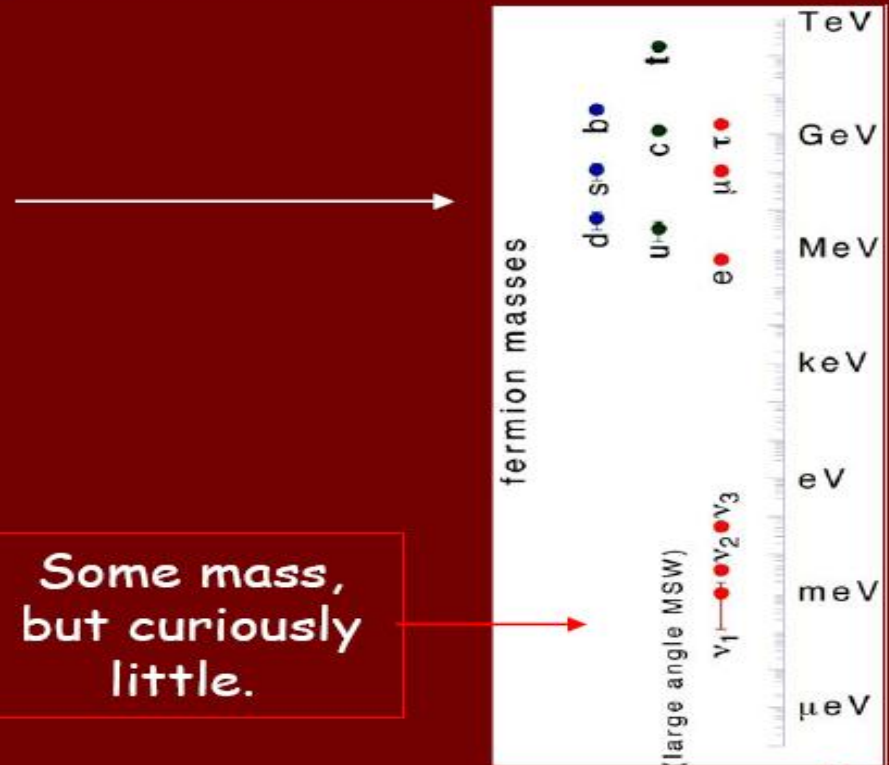 TeV
t
b
c
τ
GeV
s
μ
d
u
MeV
e
fermion masses
keV
eV
ν3
ν2
meV
ν1
(large angle MSW)
μeV
Some mass,
but curiously
little.